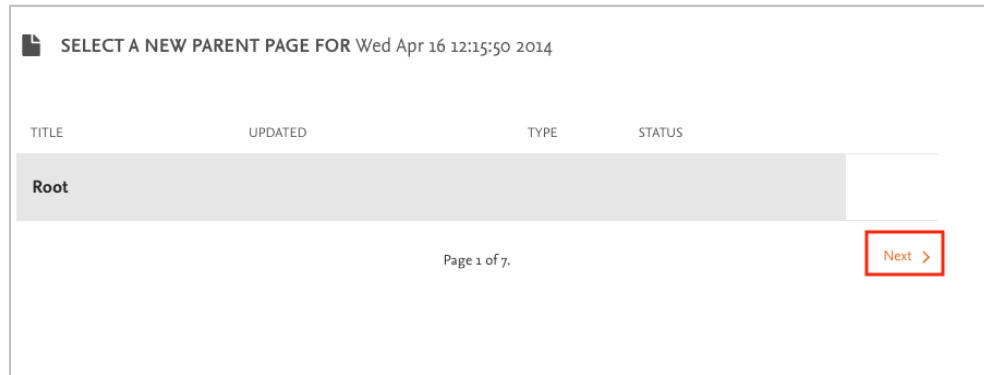 SELECT A NEW PARENT PAGE FOR Wed Apr 16 12:15:50 2014
TITLE UPDATED TYPE STATUS
Root
Page 1 of 7.
Next